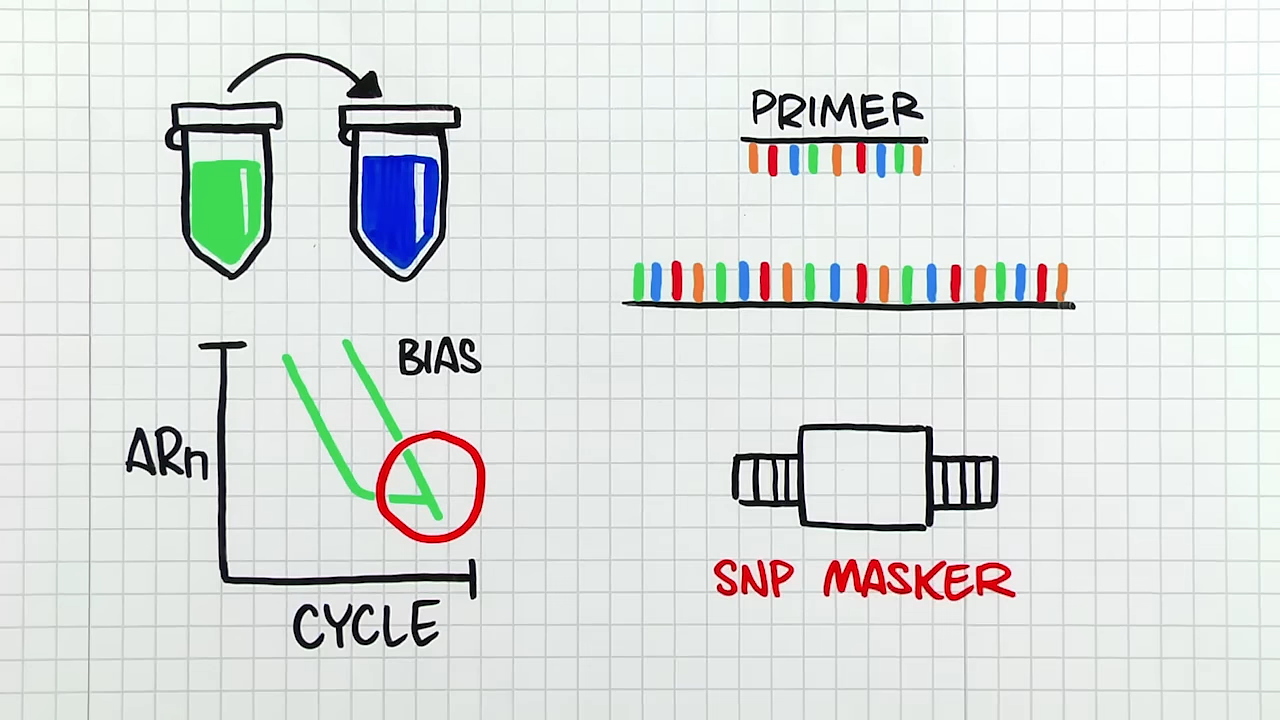 PRIMER
BIAS
ΔRn
CYCLE
SNP MASKER